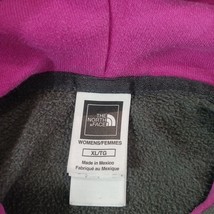 THE
NORTH
FACE
WOMENS/FEMMES
XL/TG
Made in Mexico
Fabriqué au Mexique